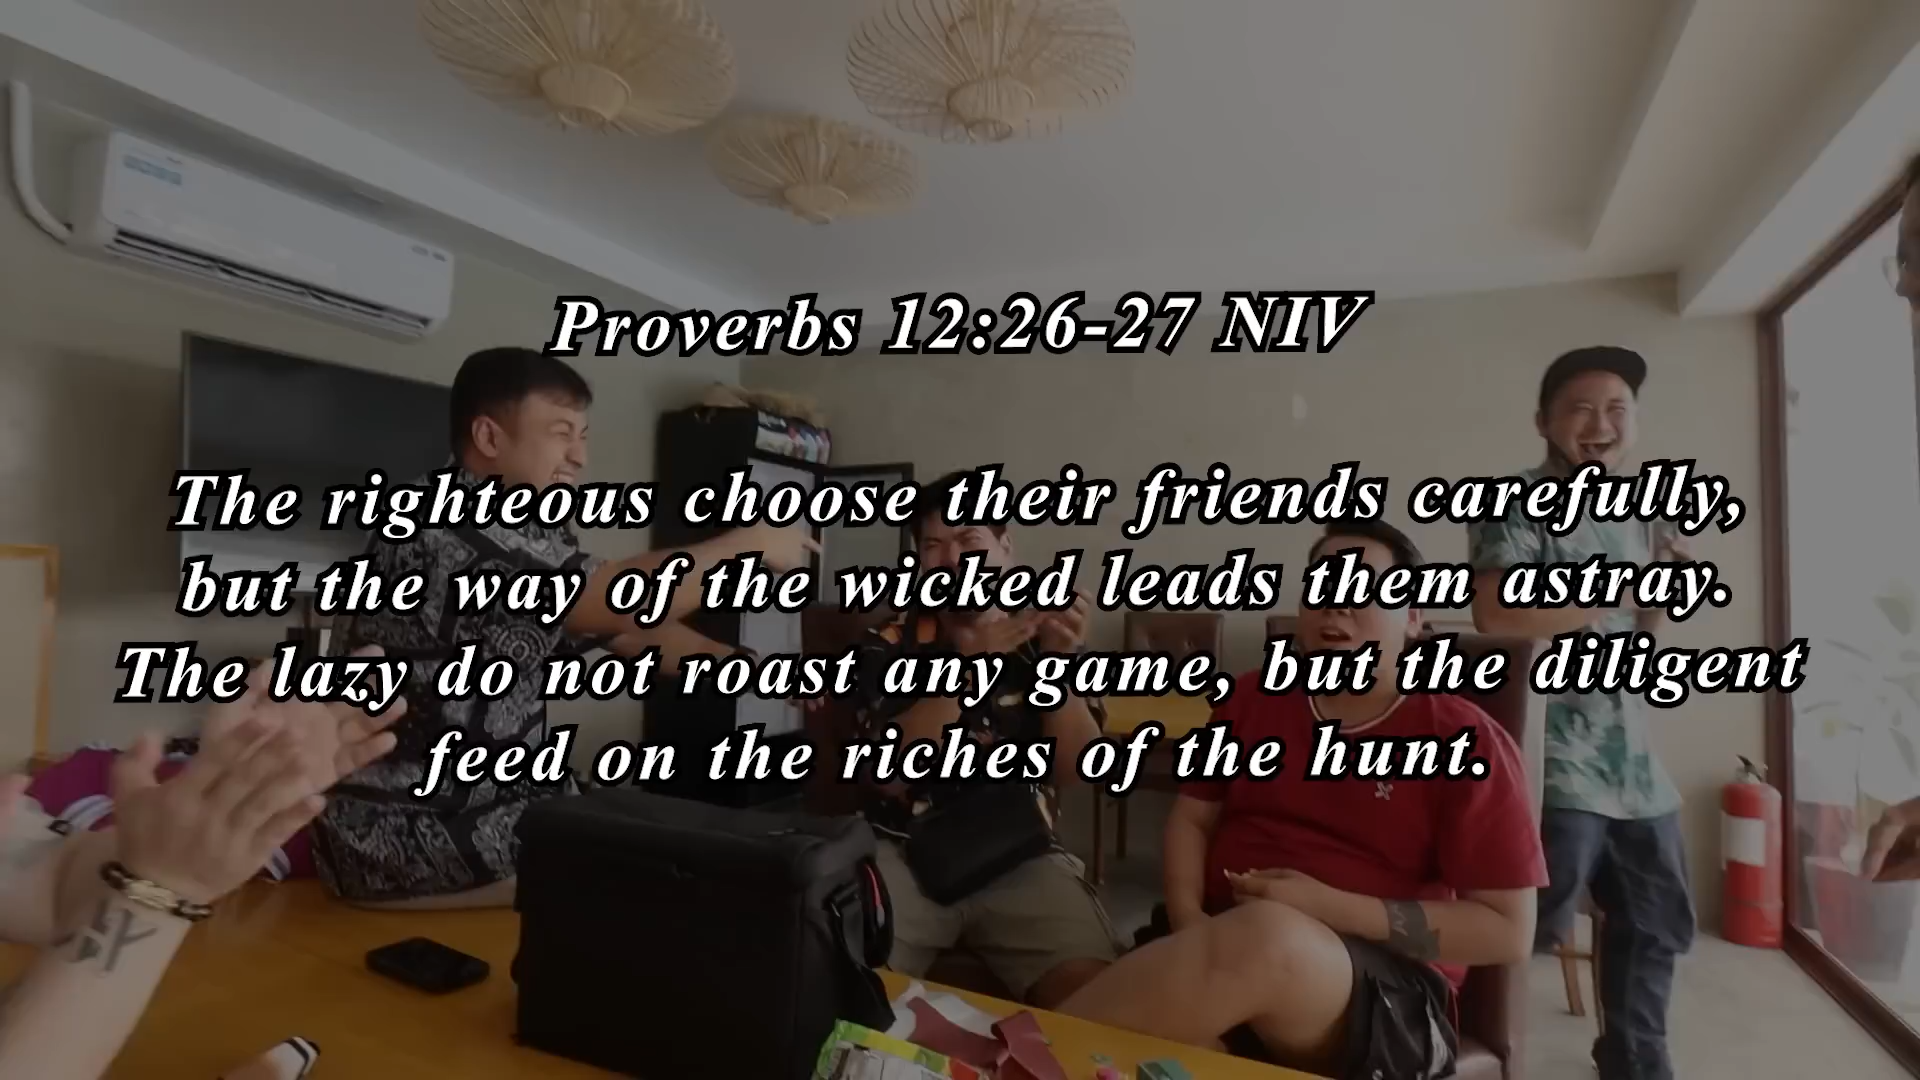 Proverbs 12:26-27 NIV
The righteous choose their friends carefully,
but the way of the wicked leads them astray.
The lazy do not roast any game, but the diligent
feed on the riches of the hunt.